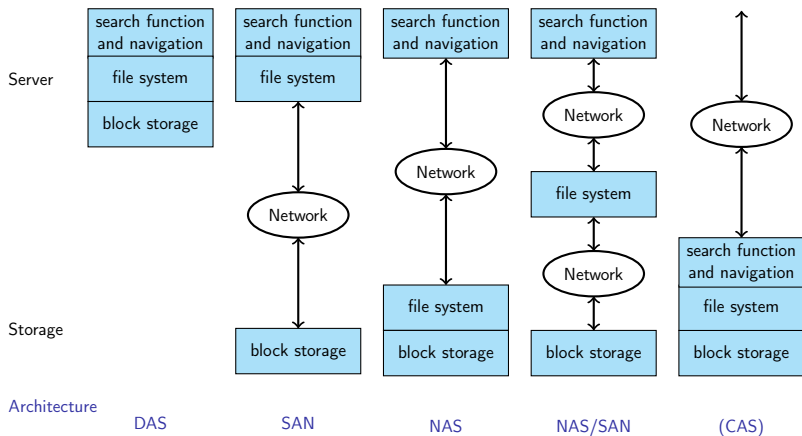 search function
and navigation
search function
and navigation
search function
and navigation
search function
and navigation
Server
file system
file system
block storage
Network
Network
Network
file system
Network
search function
and navigation
Network
file system
file system
Storage
block storage
block storage
block storage
block storage
Architecture
DAS
SAN
NAS
NAS/SAN
(CAS)